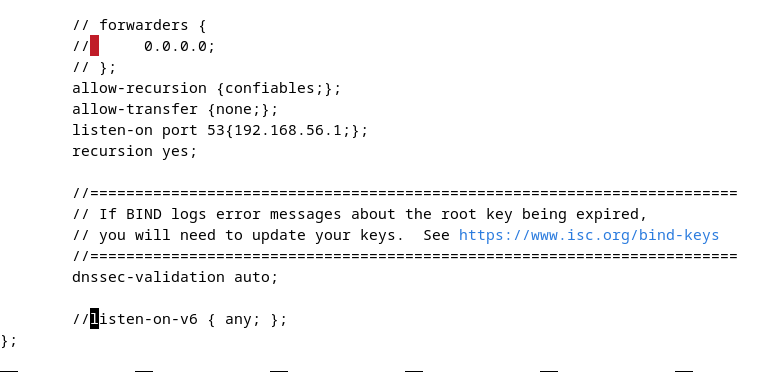 // forwarders {
//      0.0.0.0;
// };
allow-recursion {confiables;};
allow-transfer {none;};
listen-on port 53{192.168.56.1;};
recursion yes;
//========================================================================
// If BIND logs error messages about the root key being expired,
// you will need to update your keys.  See https://www.isc.org/bind-keys
//========================================================================
dnssec-validation auto;
//listen-on-v6 { any; };
};